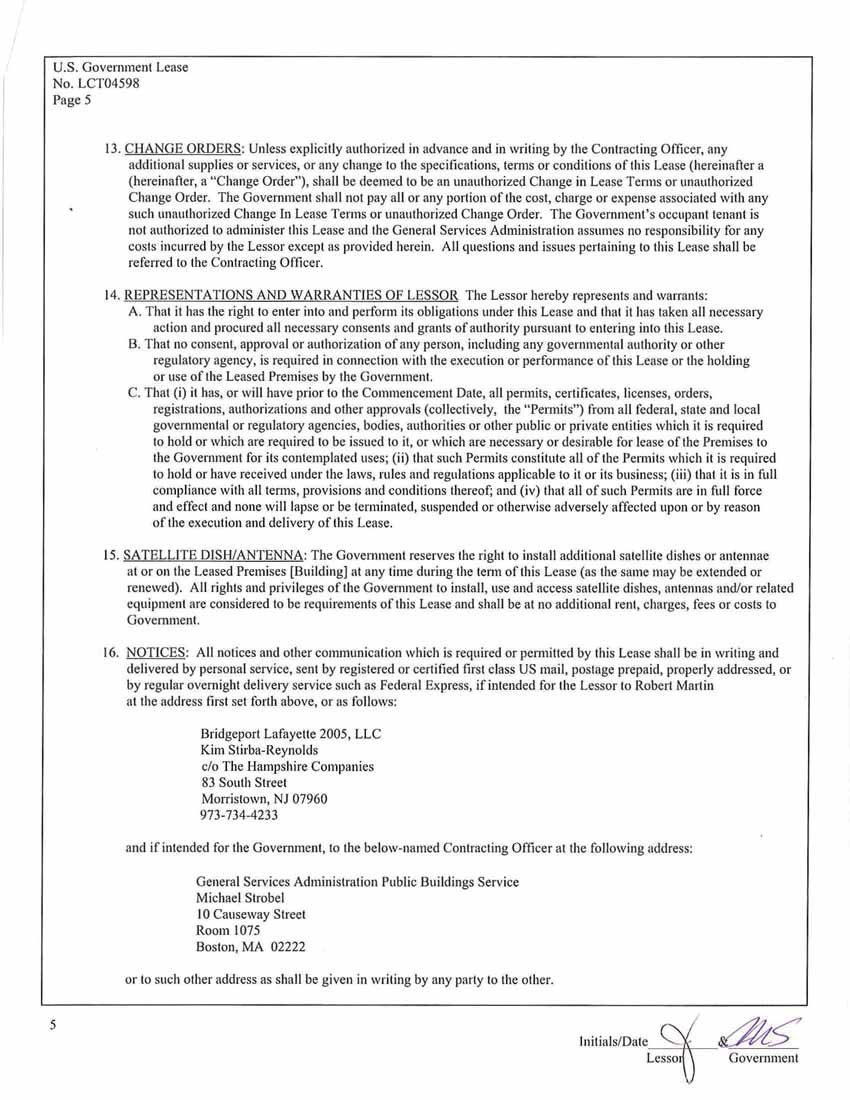 U.S. Government Lease
No. LCT04598
Page 5
13. CHANGE ORDERS: Unless explicitly authorized in advance and in writing by the Contracting Officer, any
additional supplies or services, or any change to the specifications, terms or conditions of this Lease (hereinafter a
(hereinafter, a “Change Order”), shall be deemed to be an unauthorized Change in Lease Terms or unauthorized
Change Order. The Government shall not pay all or any portion of the cost, charge or expense associated with any
such unauthorized Change In Lease Terms or unauthorized Change Order. The Government’s occupant tenant is
not authorized to administer this Lease and the General Services Administration assumes no responsibility for any
costs incurred by the Lessor except as provided herein. All questions and issues pertaining to this Lease shall be
referred to the Contracting Officer.
14. REPRESENTATIONS AND WARRANTIES OF LESSOR The Lessor hereby represents and warrants:
A. That it has the right to enter into and perform its obligations under this Lease and that it has taken all necessary
action and procured all necessary consents and grants of authority pursuant to entering into this Lease.
B. That no consent, approval or authorization of any person, including any governmental authority or other
regulatory agency, is required in connection with the execution or performance of this Lease or the holding
or use of the Leased Premises by the Government.
C. That (i) it has, or will have prior to the Commencement Date, all permits, certificates, licenses, orders,
registrations, authorizations and other approvals (collectively, the “Permits”) from all federal, state and local
governmental or regulatory agencies, bodies, authorities or other public or private entities which it is required
to hold or which are required to be issued to it, or which are necessary or desirable for lease of the Premises to
the Government for its contemplated uses; (ii) that such Permits constitute all of the Permits which it is required
to hold or have received under the laws, rules and regulations applicable to it or its business; (iii) that it is in full
compliance with all terms, provisions and conditions thereof; and (iv) that all of such Permits are in full force
and effect and none will lapse or be terminated, suspended or otherwise adversely affected upon or by reason
of the execution and delivery of this Lease.
15. SATELLITE DISH/ANTENNA: The Government reserves the right to install additional satellite dishes or antennae
at or on the Leased Premises [Building] at any time during the term of this Lease (as the same may be extended or
renewed). All rights and privileges of the Government to install, use and access satellite dishes, antennas and/or related
equipment are considered to be requirements of this Lease and shall be at no additional rent, charges, fees or costs to
Government.
16. NOTICES: All notices and other communication which is required or permitted by this Lease shall be in writing and
delivered by personal service, sent by registered or certified first class US mail, postage prepaid, properly addressed, or
by regular overnight delivery service such as Federal Express, if intended for the Lessor to Robert Martin
at the address first set forth above, or as follows:
Bridgeport Lafayette 2005, LLC
Kim Stirba-Reynolds
c/o The Hampshire Companies
83 South Street
Morristown, NJ 07960
973-734-4233
and if intended for the Government, to the below-named Contracting Officer at the following address:
General Services Administration Public Buildings Service
Michael Strobel
10 Causeway Street
Room 1075
Boston, MA 02222
or to such other address as shall be given in writing by any party to the other.
5
Initials/Date & MS
Lessor Government